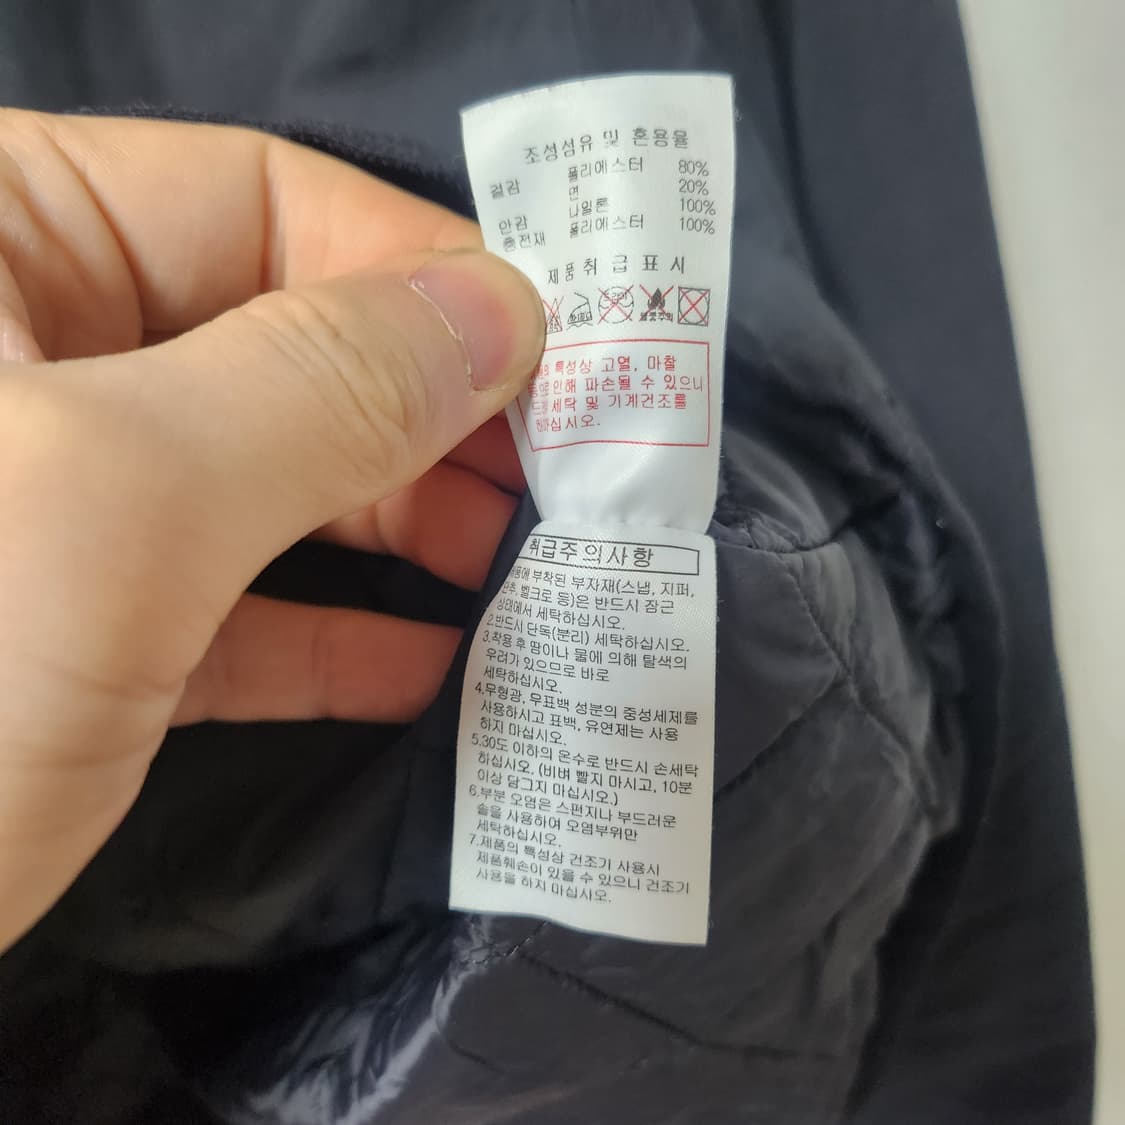 조성섬유 및 혼용율
겉감 폴리에스터 80%
면 20%
안감 나일론 100%
충전재 폴리에스터 100%
제품취급표시
드라이
불꽃주의
특성상 고열, 마찰
등으로인해 파손될 수 있으니
세탁 및 기계건조를
마십시오.
취급주의사항
부착된 부자재(스냅, 지퍼,
벨크로 등)은 반드시 잠근
상태에서 세탁하십시오.
2.반드시 단독(분리) 세탁하십시오.
3.착용 후 땀이나 물에 의해 탈색의
우려가 있으므로 바로
세탁하십시오.
4.무형광, 무표백 성분의 중성세제를
사용하시고 표백, 유연제는 사용
하지 마십시오.
5.30도 이하의 온수로 반드시 손세탁
하십시오. (비벼 빨지 마시고, 10분
이상 담그지 마십시오.)
6.부분 오염은 스펀지나 부드러운
솔을 사용하여 오염부위만
세탁하십시오.
7.제품의 특성상 건조기 사용시
제품훼손이 있을 수 있으니 건조기
사용을 하지 마십시오.